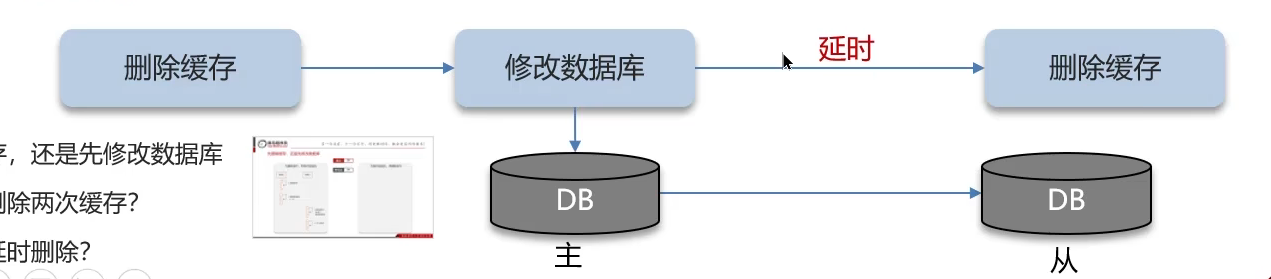 删除缓存
修改数据库
延时
删除缓存
，还是先修改数据库
删除两次缓存？
延时删除？
DB
DB
主
从